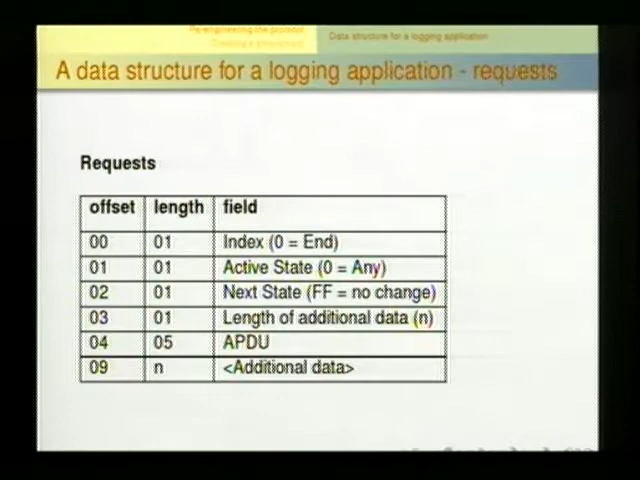 Re-engineering the protocol
Data structure for a logging application
A data structure for a logging application - requests
Requests
offset length field
00 01 Index (0 = End)
01 01 Active State (0 = Any)
02 01 Next State (FF = no change)
03 01 Length of additional data (n)
04 05 APDU
09 n <Additional data>